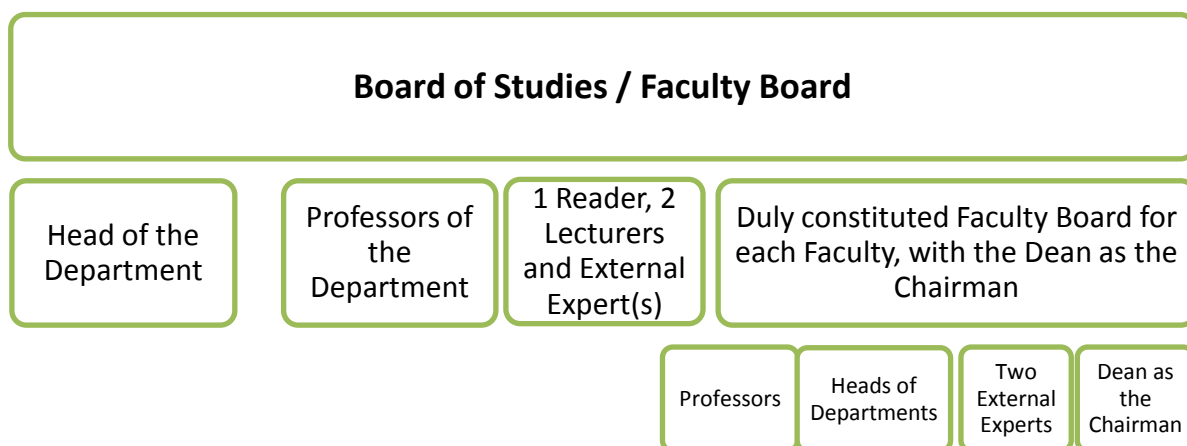 Board of Studies / Faculty Board
Head of the
Department
Professors of
the
Department
1 Reader, 2
Lecturers
and External
Expert(s)
Duly constituted Faculty Board for
each Faculty, with the Dean as the
Chairman
Professors
Heads of
Departments
Two
External
Experts
Dean as
the
Chairman